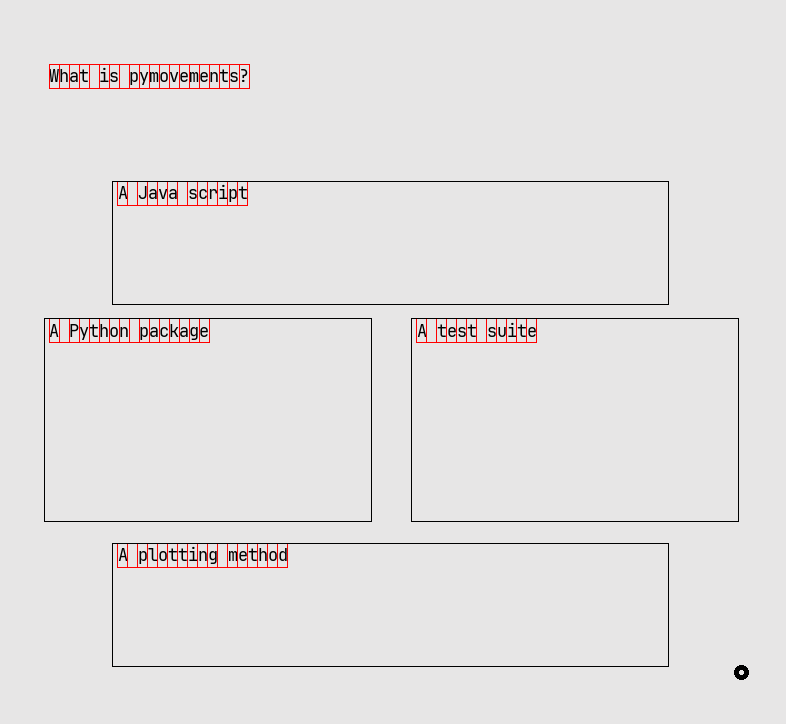 What is pymovements?
A Java script
A Python package
A test suite
A plotting method